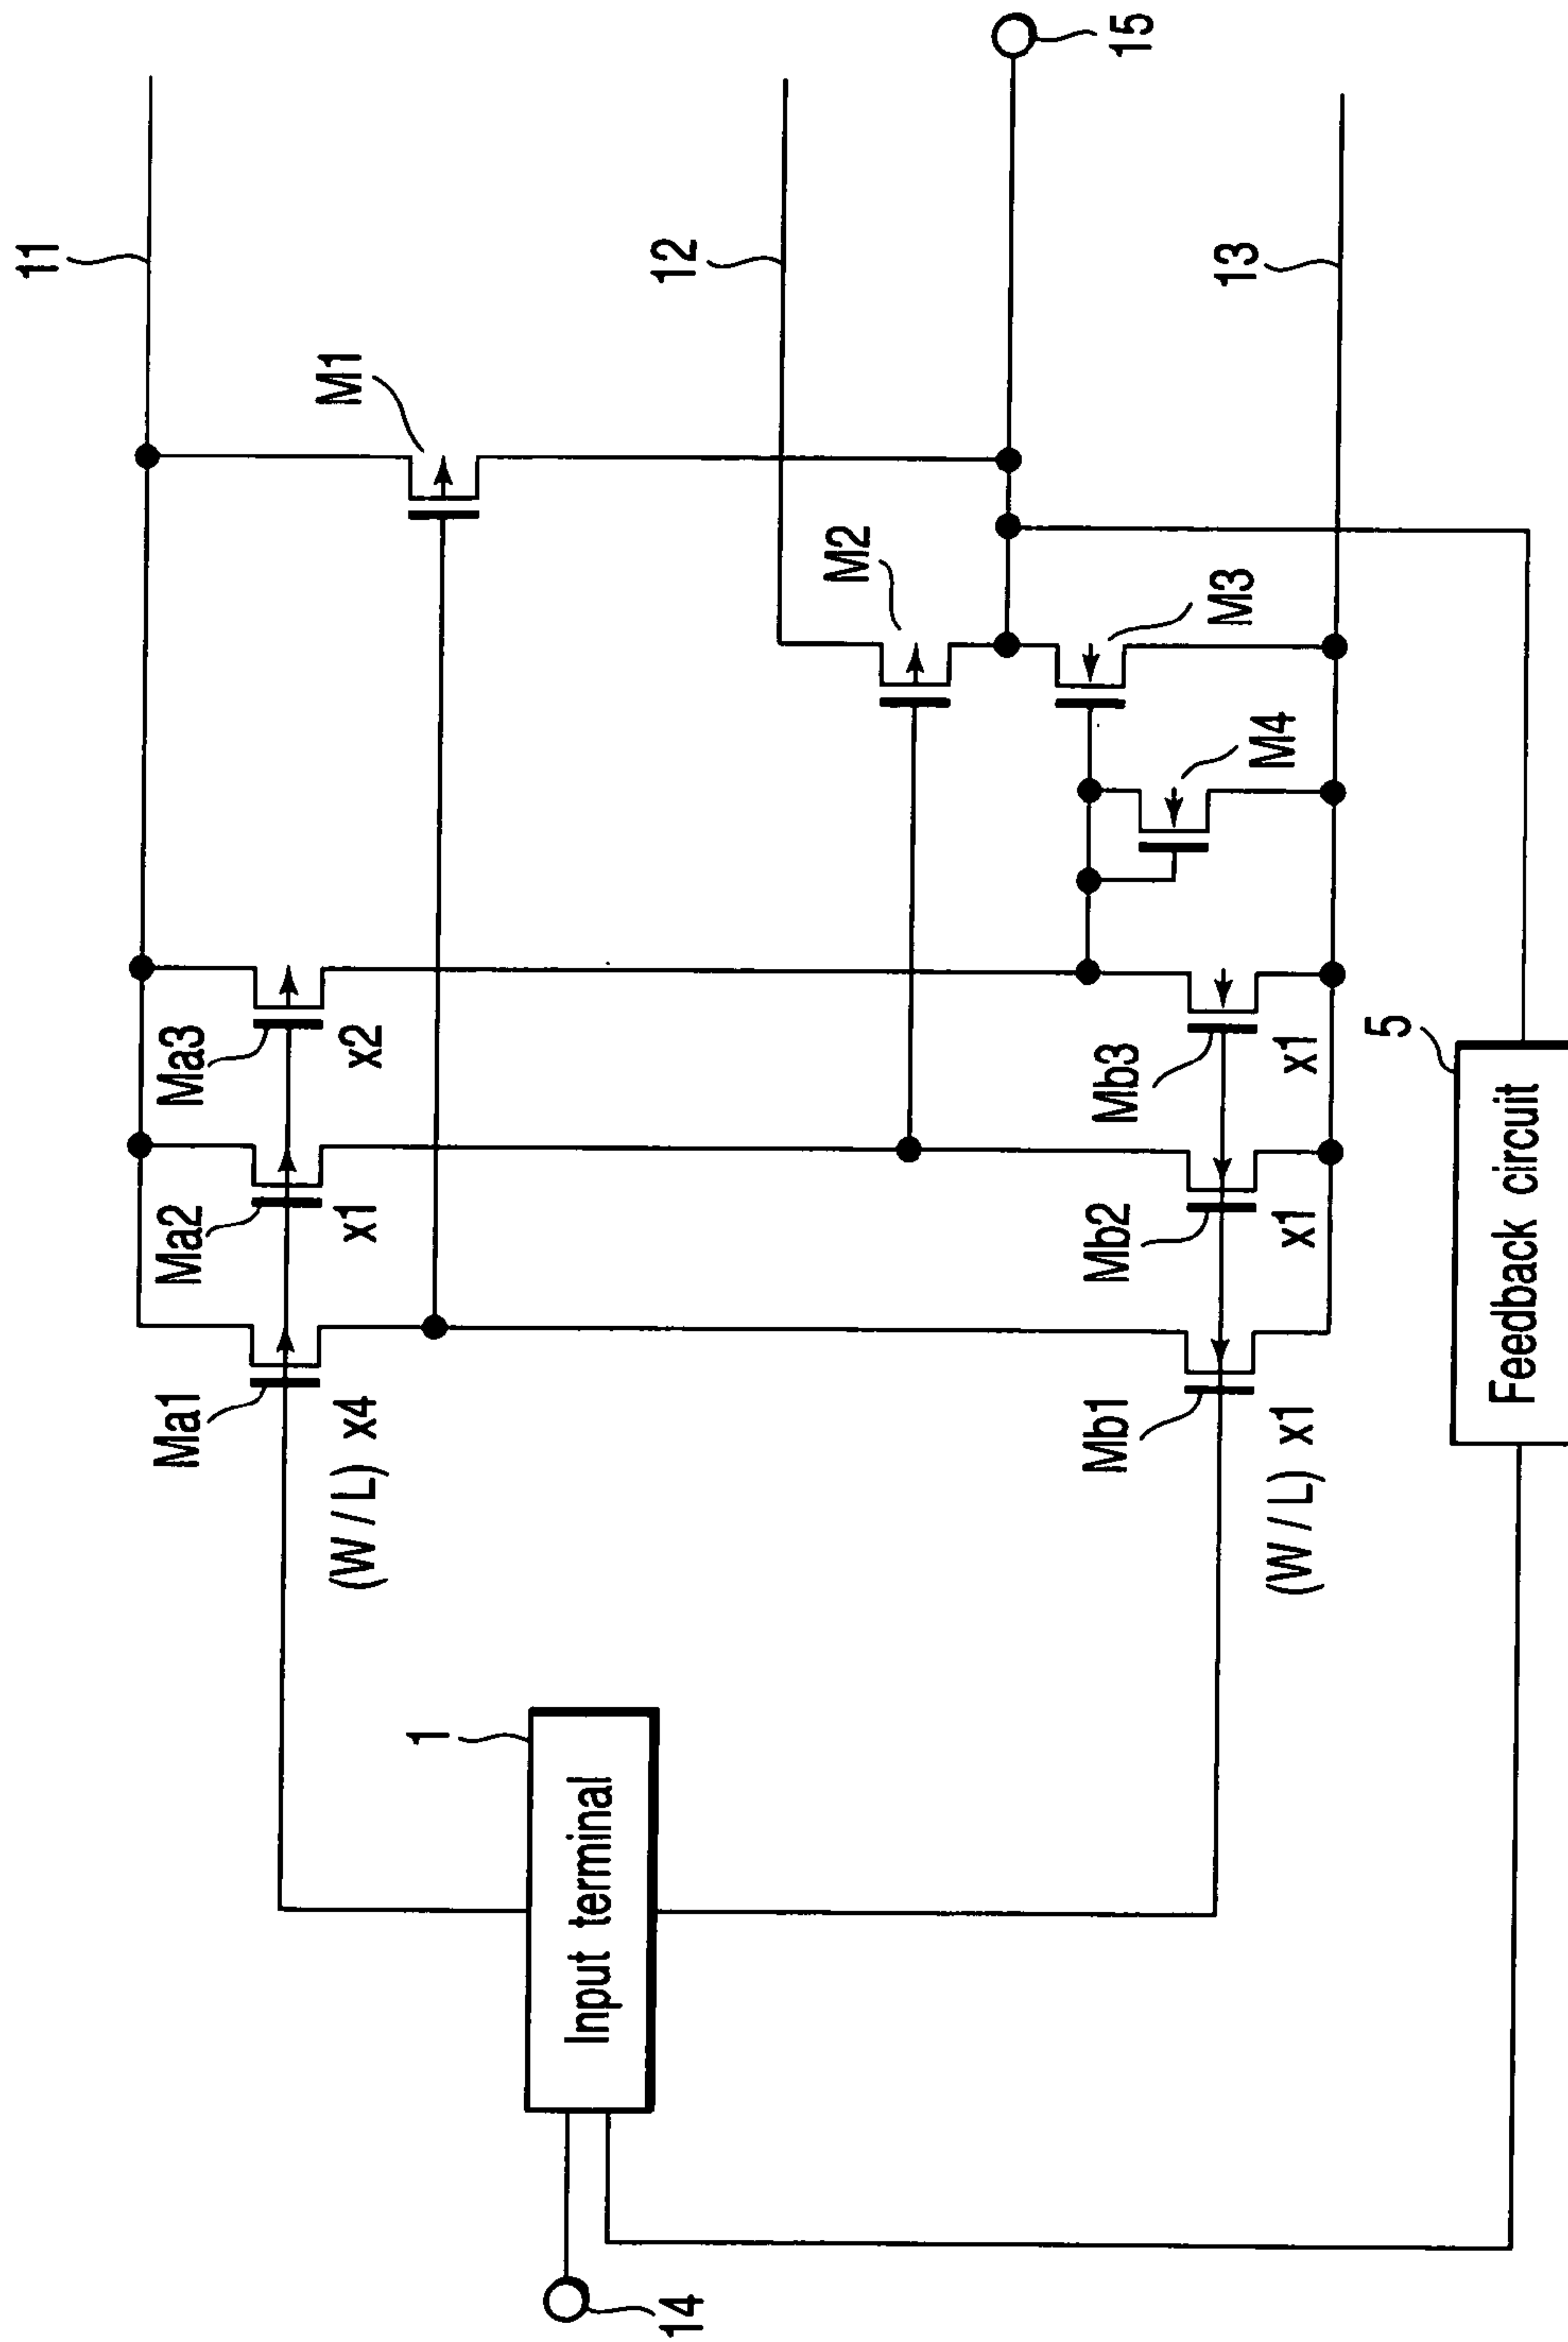 11
M1
12
15
M2
13
M3
M4
Ma3
x2
Ma2
x1
Ma1
(W / L) x4
Mb3
x1
Mb2
x1
Mb1
(W / L) x1
5
Feedback circuit
1
Input terminal
14